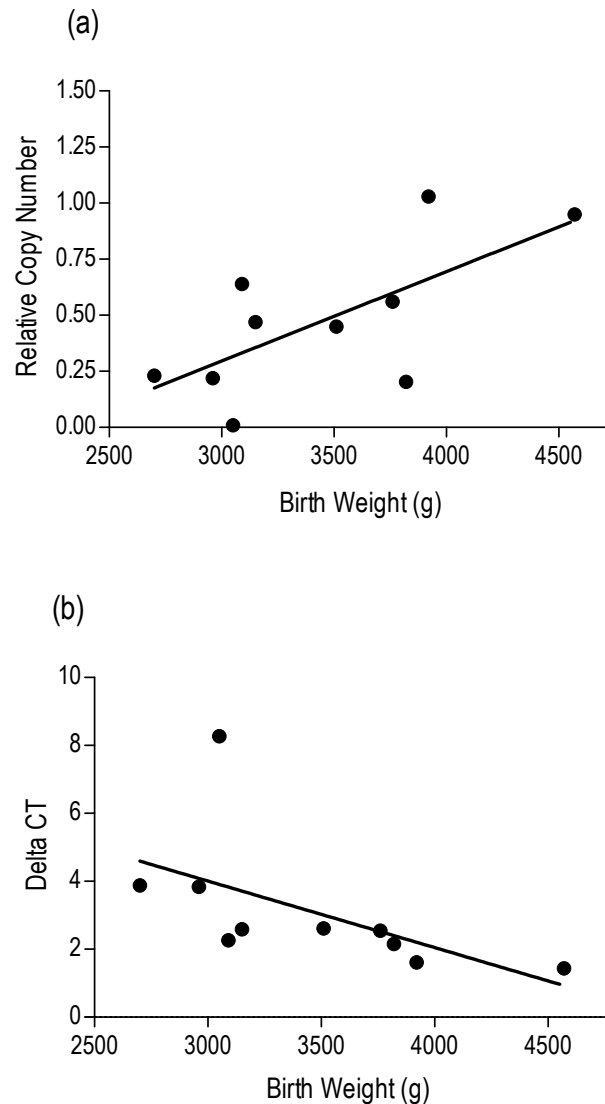 (a)
1.50
1.25
1.00
0.75
0.50
0.25
0.00
Relative Copy Number
2500 3000 3500 4000 4500
Birth Weight (g)
(b)
10
8
6
4
2
0
Delta CT
2500 3000 3500 4000 4500
Birth Weight (g)